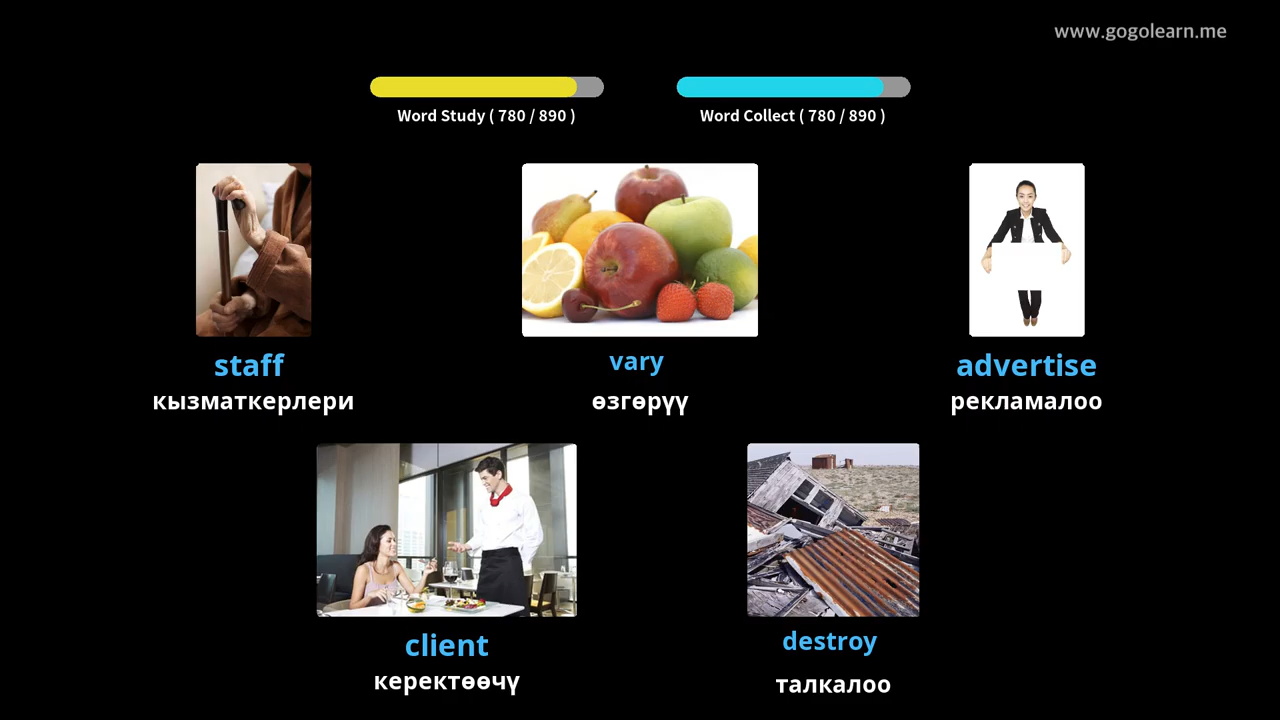 www.gogolearn.me
Word Study ( 780 / 890 )
Word Collect ( 780 / 890 )
staff
кызматкерлери
vary
өзгөрүү
advertise
рекламалоо
client
керектөөчү
destroy
талкалоо